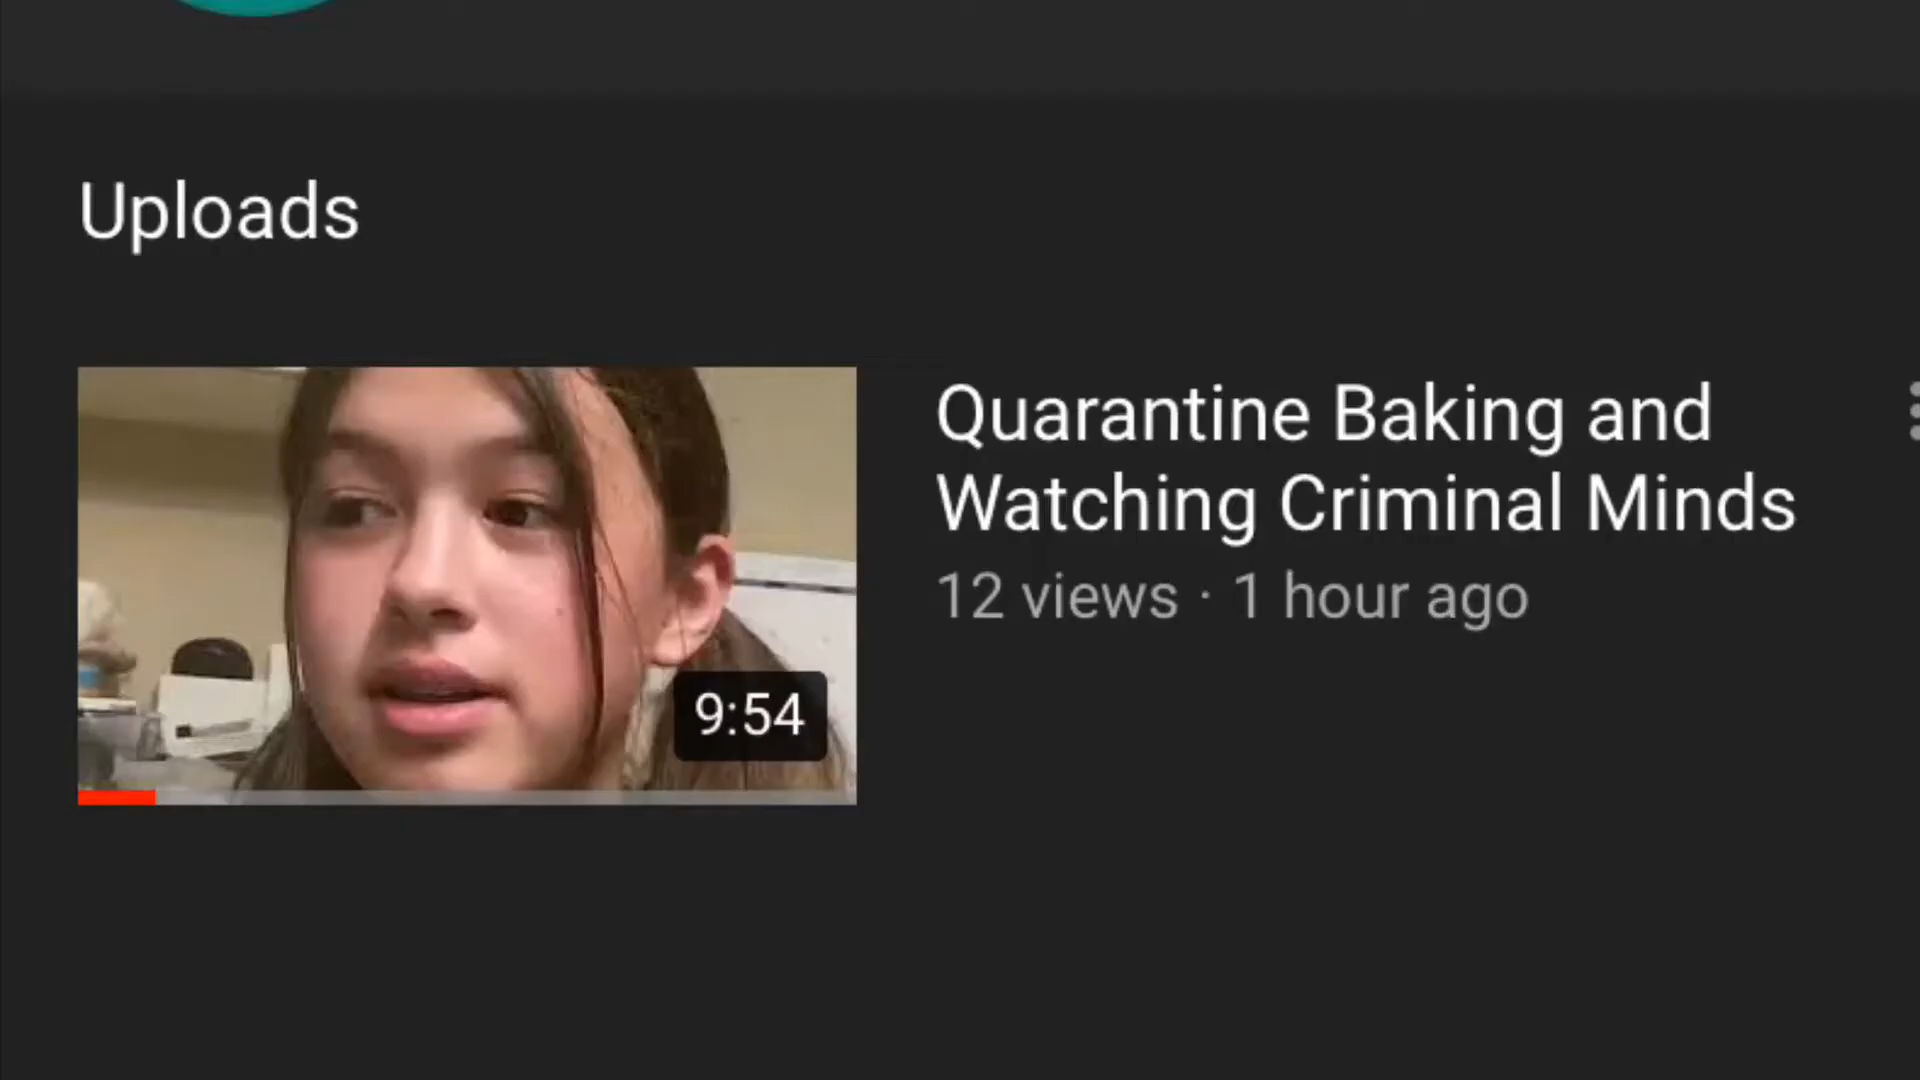 Uploads
Quarantine Baking and
Watching Criminal Minds
12 views · 1 hour ago
9:54